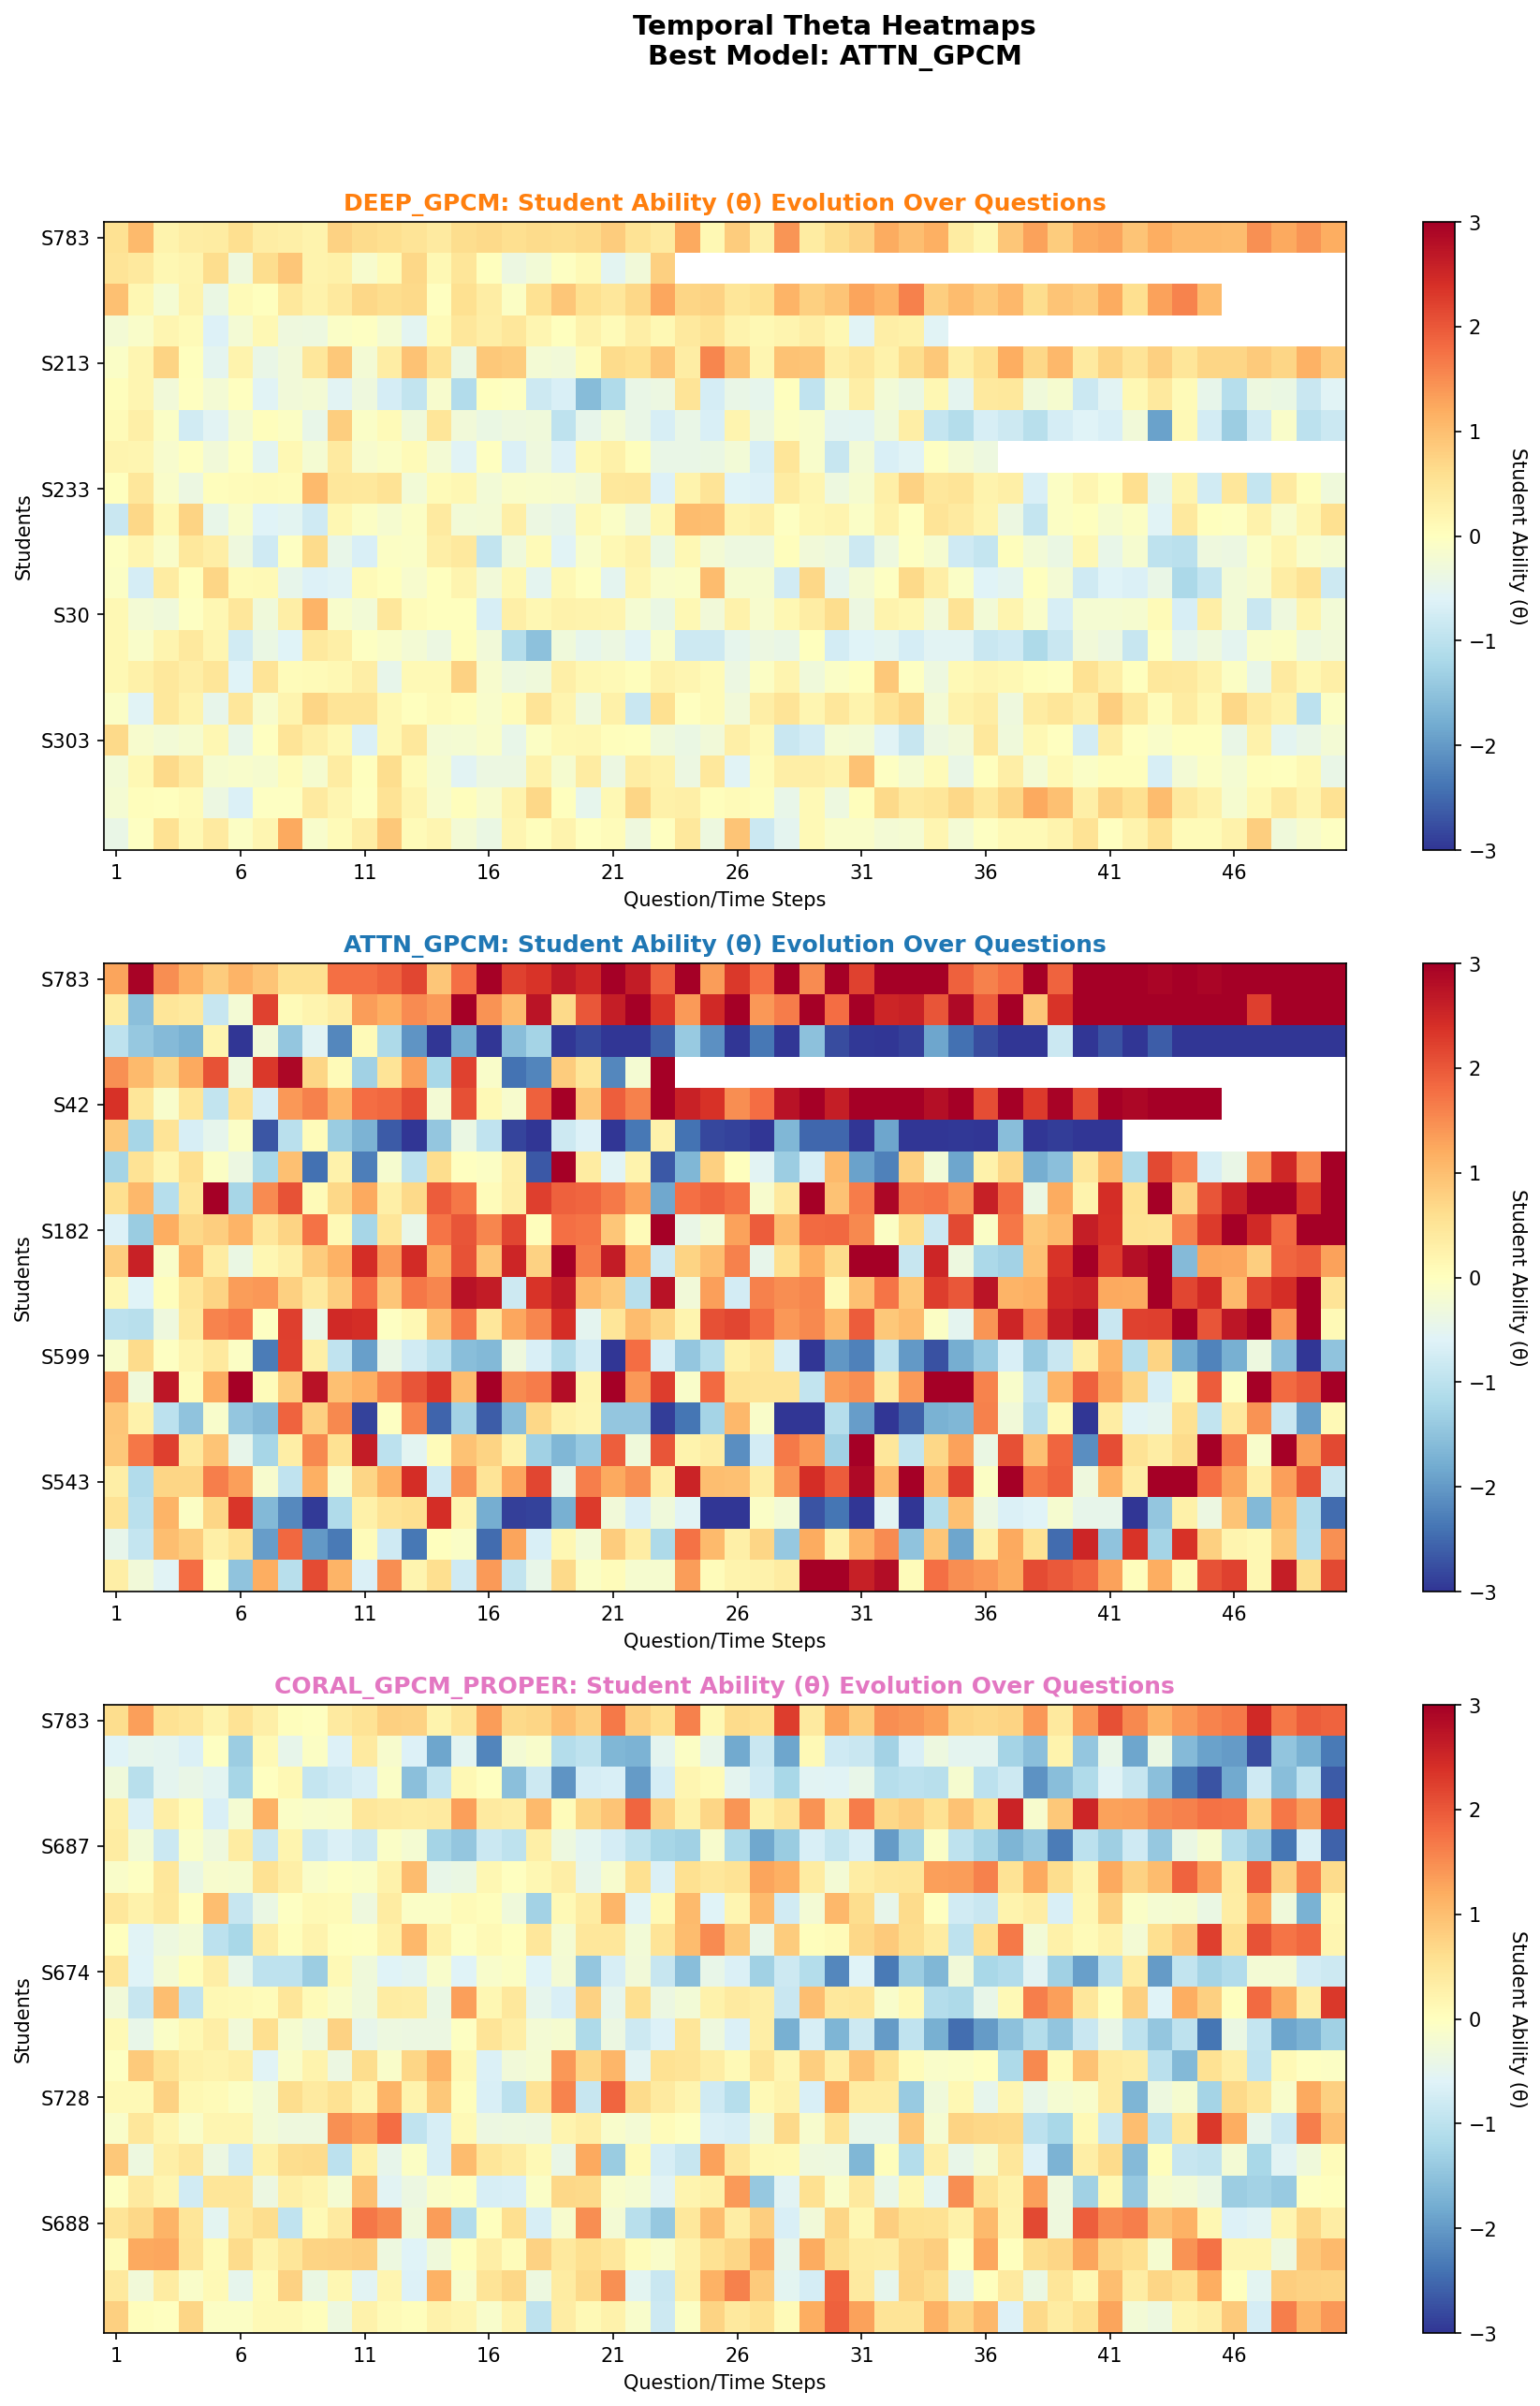 Temporal Theta Heatmaps
Best Model: ATTN_GPCM
DEEP_GPCM: Student Ability (θ) Evolution Over Questions
Students
S783
S213
S233
S30
S303
1 6 11 16 21 26 31 36 41 46
Question/Time Steps
3
2
1
0
−1
−2
−3
Student Ability (θ)
ATTN_GPCM: Student Ability (θ) Evolution Over Questions
Students
S783
S42
S182
S599
S543
1 6 11 16 21 26 31 36 41 46
Question/Time Steps
3
2
1
0
−1
−2
−3
Student Ability (θ)
CORAL_GPCM_PROPER: Student Ability (θ) Evolution Over Questions
Students
S783
S687
S674
S728
S688
1 6 11 16 21 26 31 36 41 46
Question/Time Steps
3
2
1
0
−1
−2
−3
Student Ability (θ)